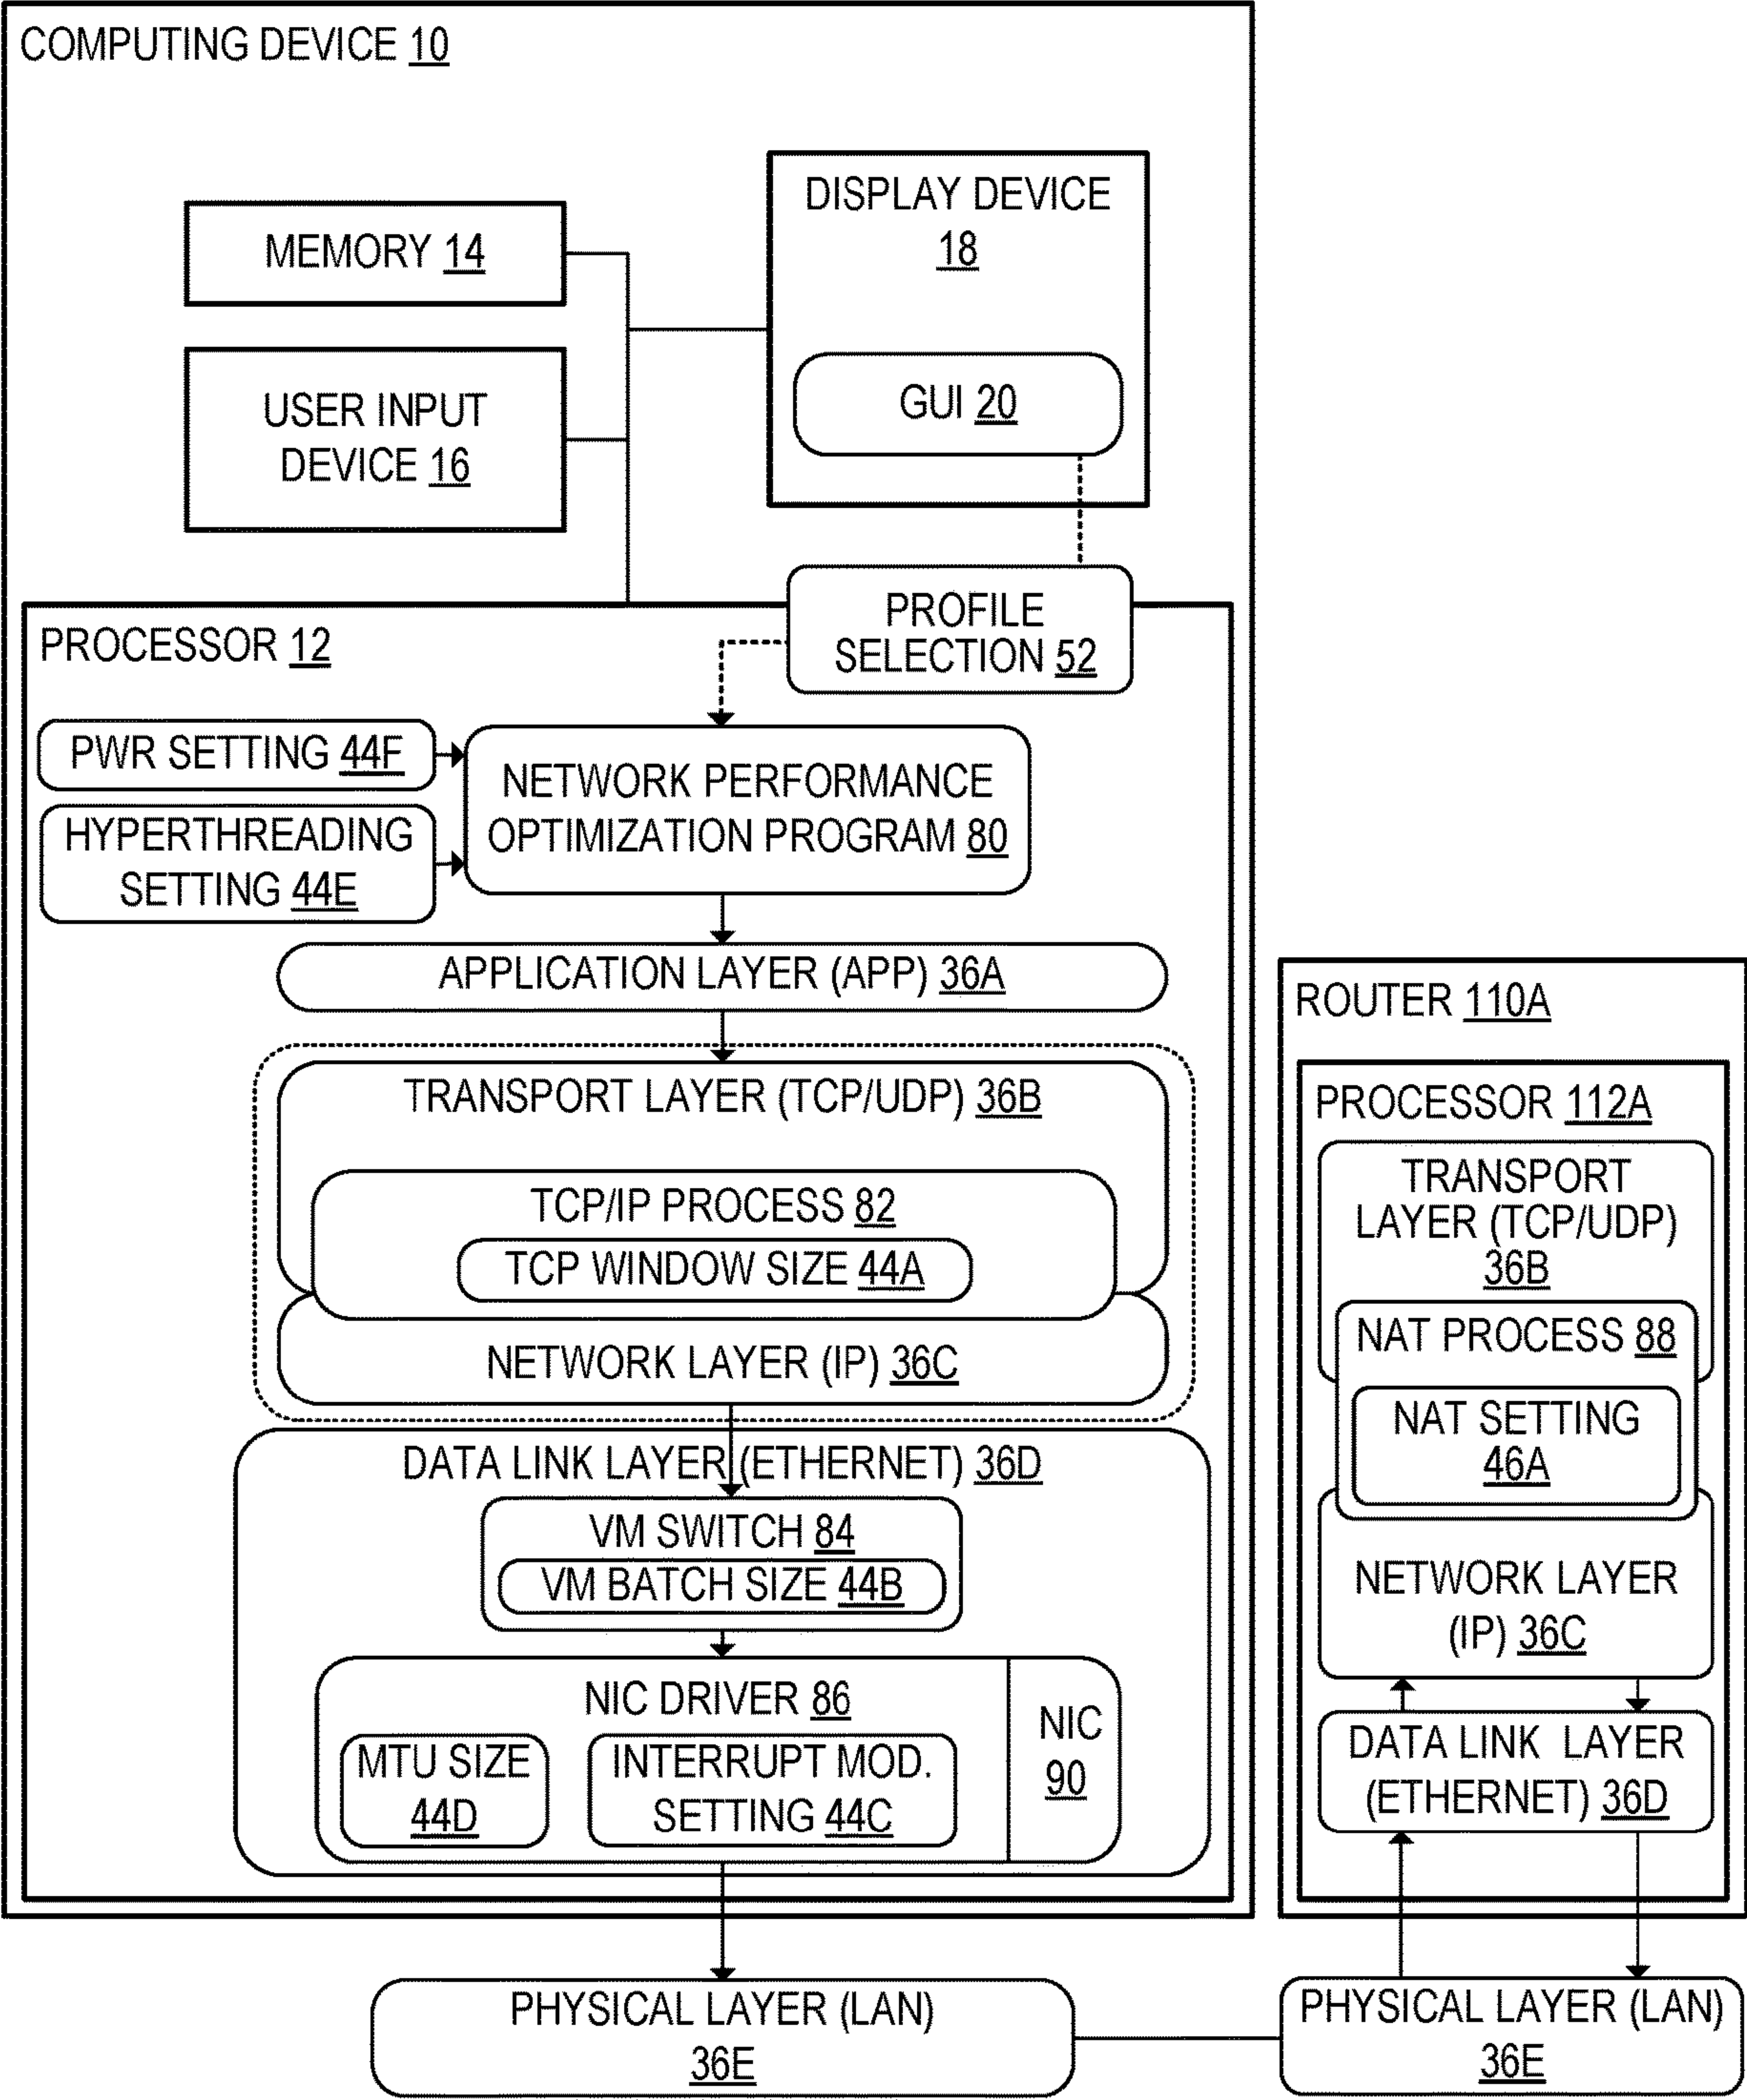 COMPUTING DEVICE 10
DISPLAY DEVICE
18
MEMORY 14
GUI 20
USER INPUT
DEVICE 16
PROFILE
SELECTION 52
PROCESSOR 12
PWR SETTING 44F
NETWORK PERFORMANCE
OPTIMIZATION PROGRAM 80
HYPERTHREADING
SETTING 44E
APPLICATION LAYER (APP) 36A
TRANSPORT LAYER (TCP/UDP) 36B
TCP/IP PROCESS 82
TCP WINDOW SIZE 44A
NETWORK LAYER (IP) 36C
DATA LINK LAYER (ETHERNET) 36D
VM SWITCH 84
VM BATCH SIZE 44B
NIC DRIVER 86
MTU SIZE
44D
INTERRUPT MOD.
SETTING 44C
NIC
90
PHYSICAL LAYER (LAN)
36E
ROUTER 110A
PROCESSOR 112A
TRANSPORT
LAYER (TCP/UDP)
36B
NAT PROCESS 88
NAT SETTING
46A
NETWORK LAYER
(IP) 36C
DATA LINK LAYER
(ETHERNET) 36D
PHYSICAL LAYER (LAN)
36E